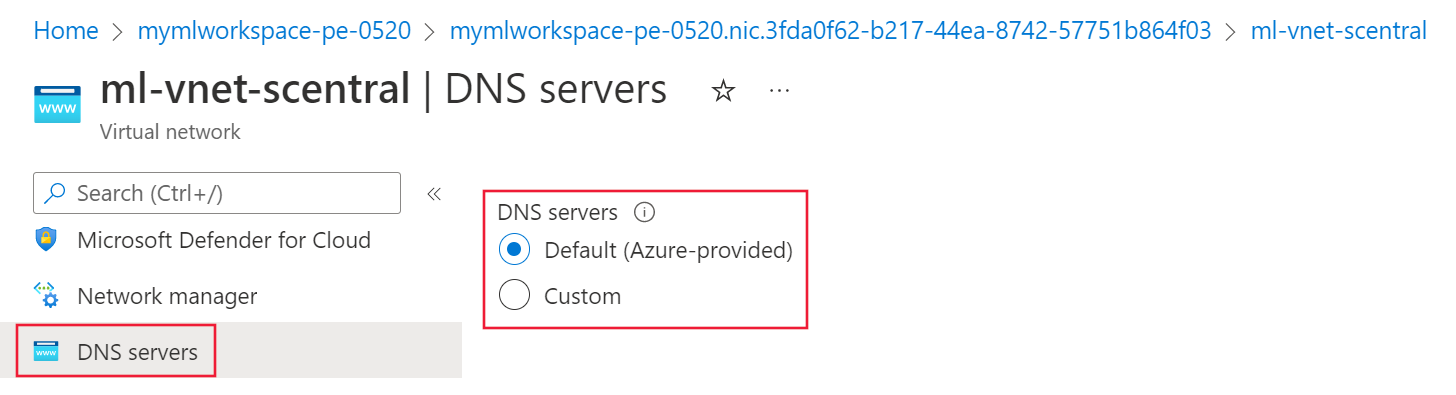 Home > mymlworkspace-pe-0520 > mymlworkspace-pe-0520.nic.3fda0f62-b217-44ea-8742-57751b864f03 > ml-vnet-scentral
ml-vnet-scentral | DNS servers ...
Virtual network
Search (Ctrl+/)
Microsoft Defender for Cloud
Network manager
DNS servers
DNS servers
Default (Azure-provided)
Custom